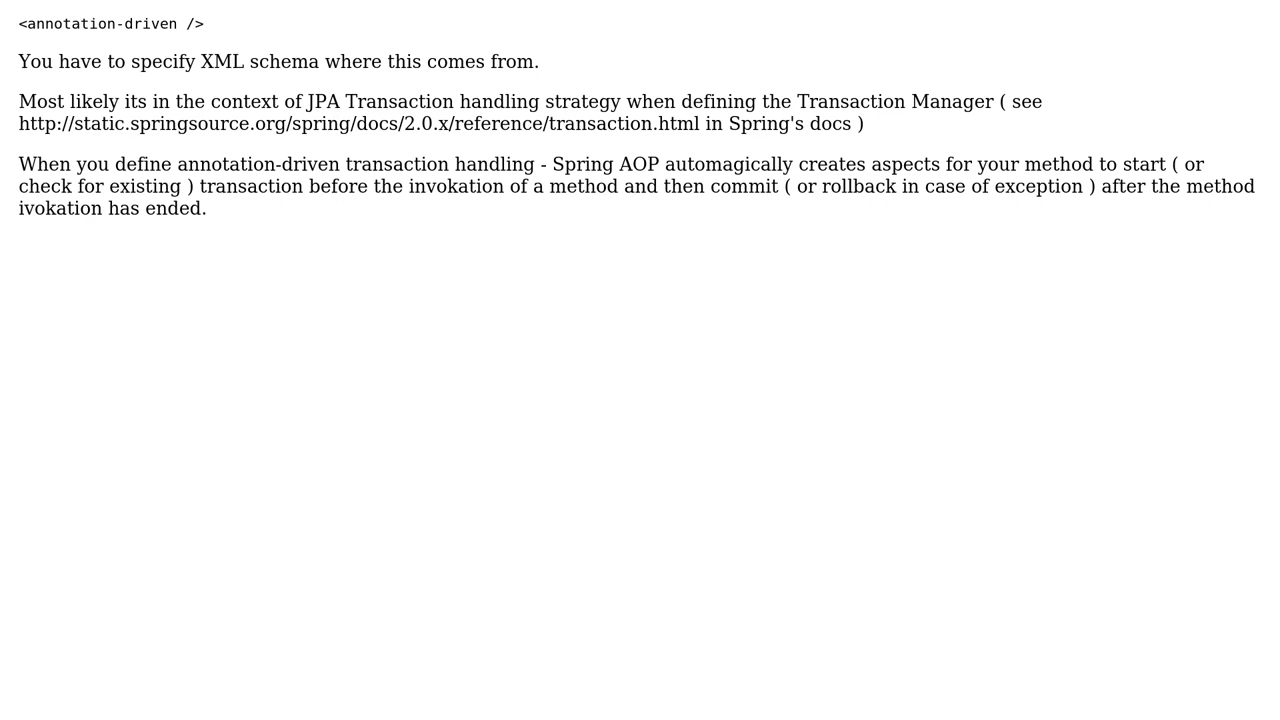 <annotation-driven />
You have to specify XML schema where this comes from.
Most likely its in the context of JPA Transaction handling strategy when defining the Transaction Manager ( see
http://static.springsource.org/spring/docs/2.0.x/reference/transaction.html in Spring's docs )
When you define annotation-driven transaction handling - Spring AOP automagically creates aspects for your method to start ( or
check for existing ) transaction before the invokation of a method and then commit ( or rollback in case of exception ) after the method
ivokation has ended.